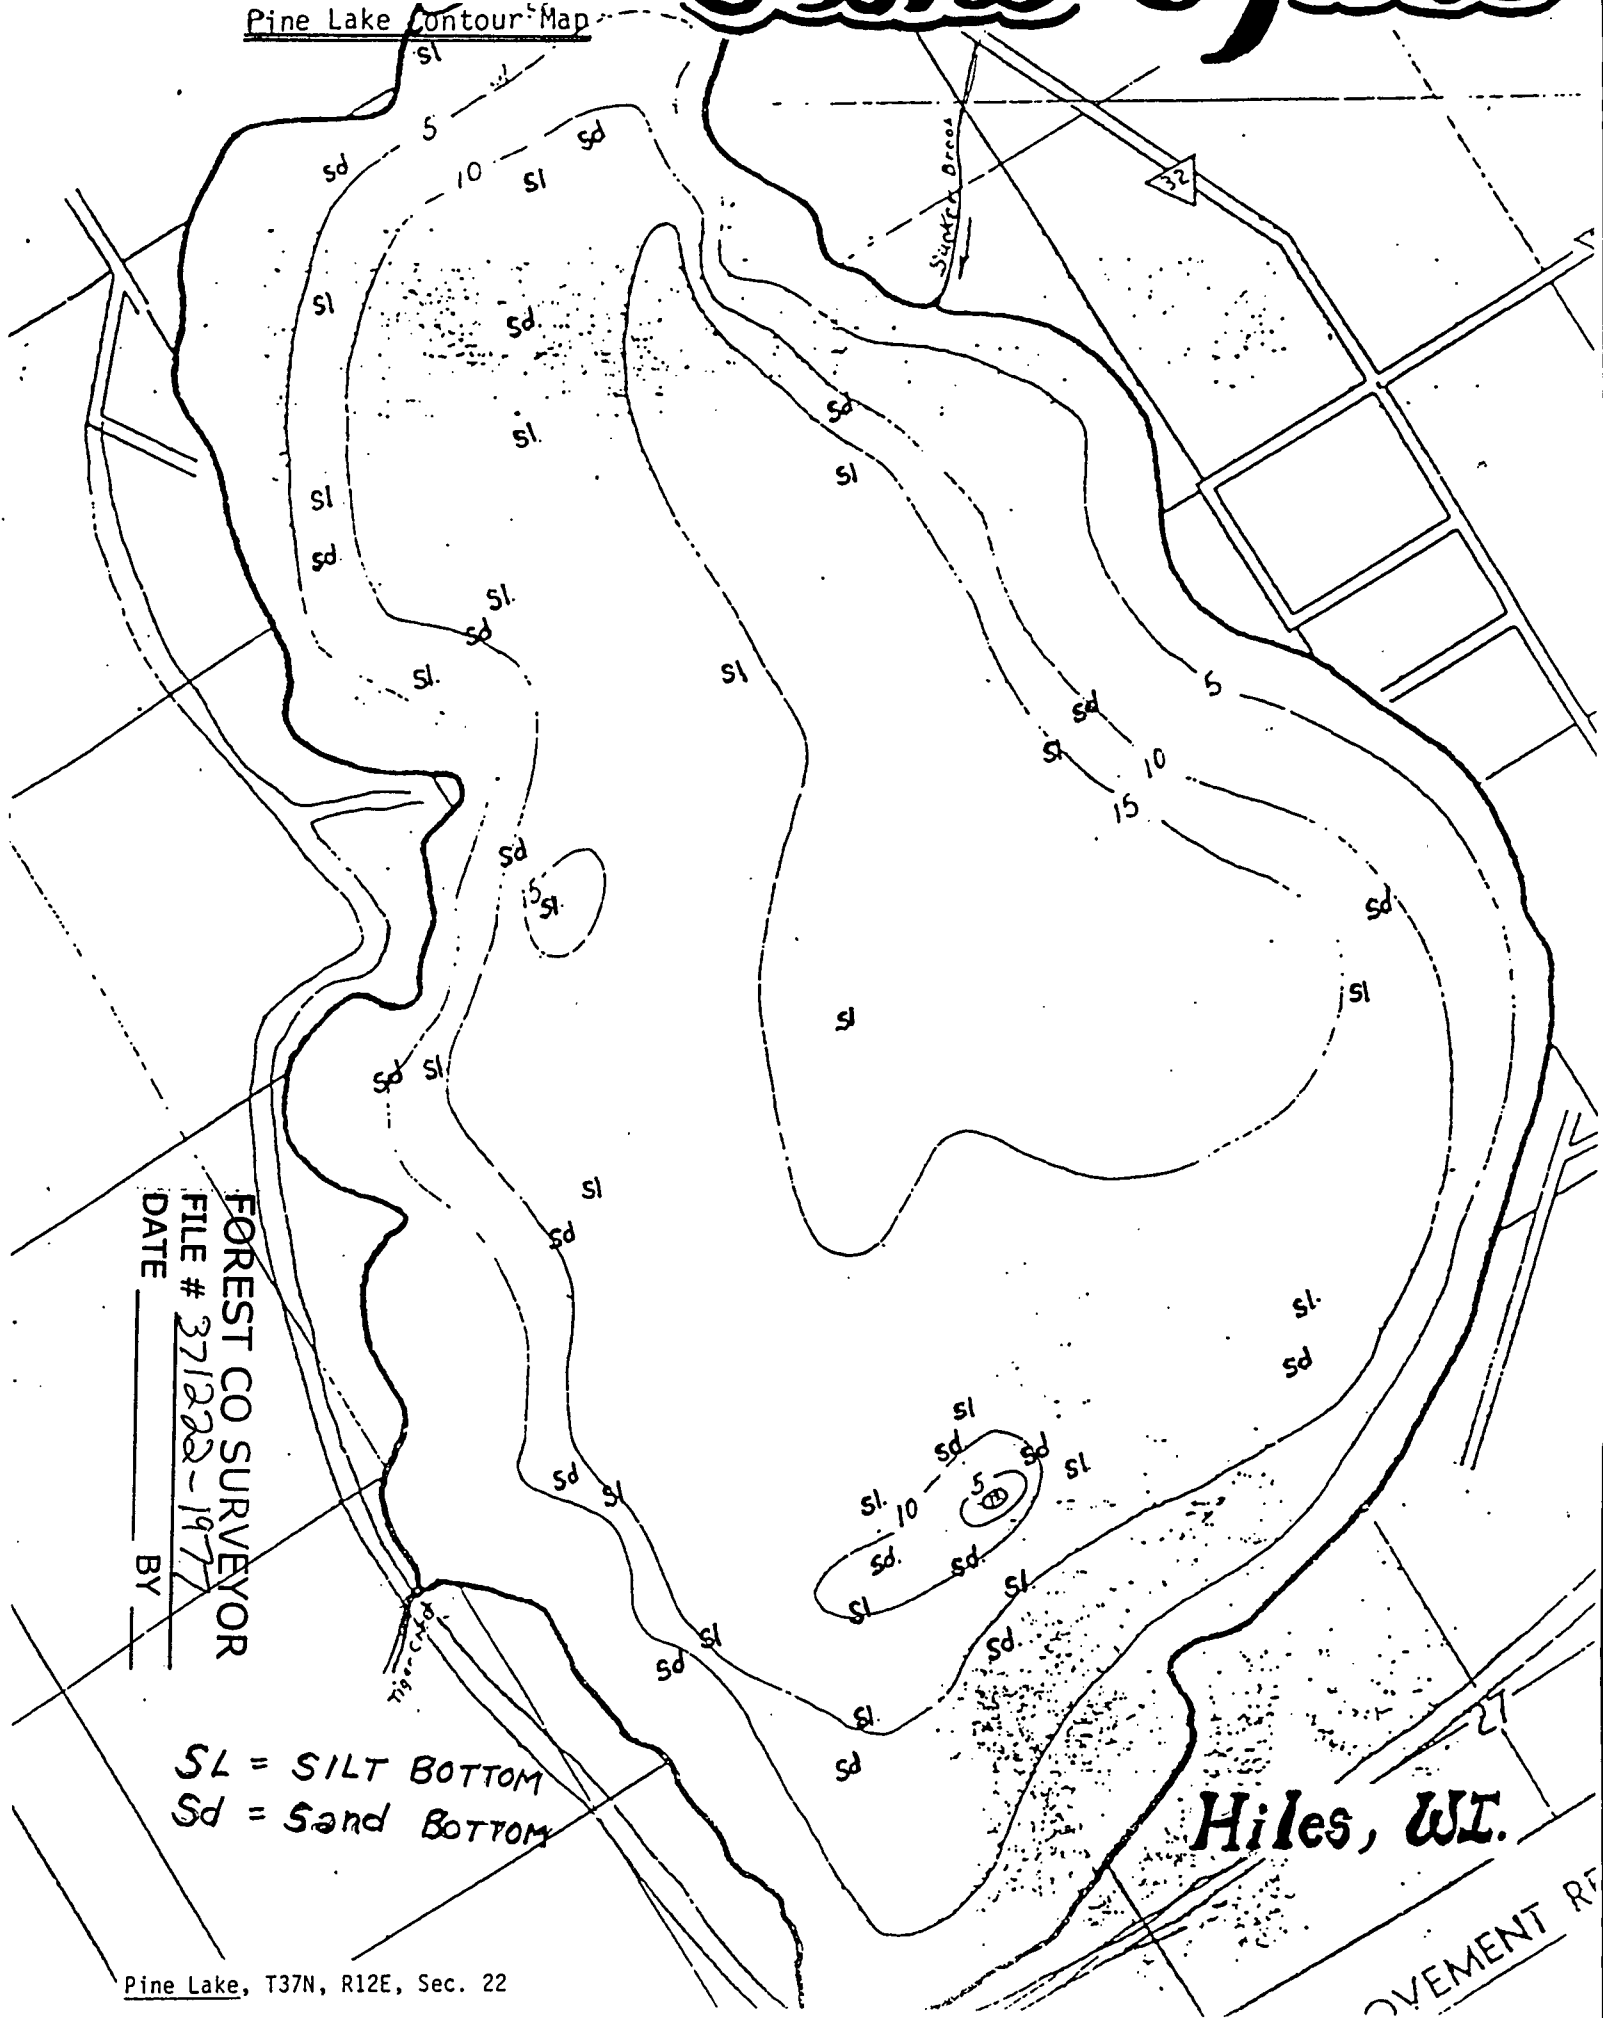 Pine Lake Contour Map
Sl
5
Sd
10
Sd
Sl
32
Sl
Sd
Sd
Sl
Sl
Sl
Sd
Sl
Sd
Sl
Sl
5
Sd
Sl
10
15
Sd
5
Sl
Sd
Sl
Sl
Sd
Sl
Sl
Sd
Sl
Sd
Sl
Sd
Sd
Sl
Sd
Sl
5
Sl
10
Sd
Sd
Sl
Sl
Sl
Sd
Sd
Sl
Sd
FOREST CO SURVEYOR
FILE # 371222-1977
DATE BY
SL = SILT BOTTOM
Sd = Sand BOTTOM
27
Hiles, WI.
Pine Lake, T37N, R12E, Sec. 22